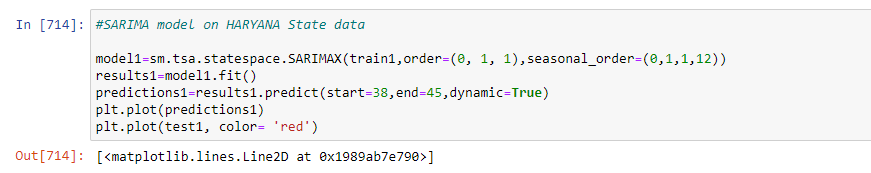 In [714]: #SARIMA model on HARYANA State data
model1=sm.tsa.statespace.SARIMAX(train1,order=(0, 1, 1),seasonal_order=(0,1,1,12))
results1=model1.fit()
predictions1=results1.predict(start=38,end=45,dynamic=True)
plt.plot(predictions1)
plt.plot(test1, color= 'red')
Out[714]: [<matplotlib.lines.Line2D at 0x1989ab7e790>]